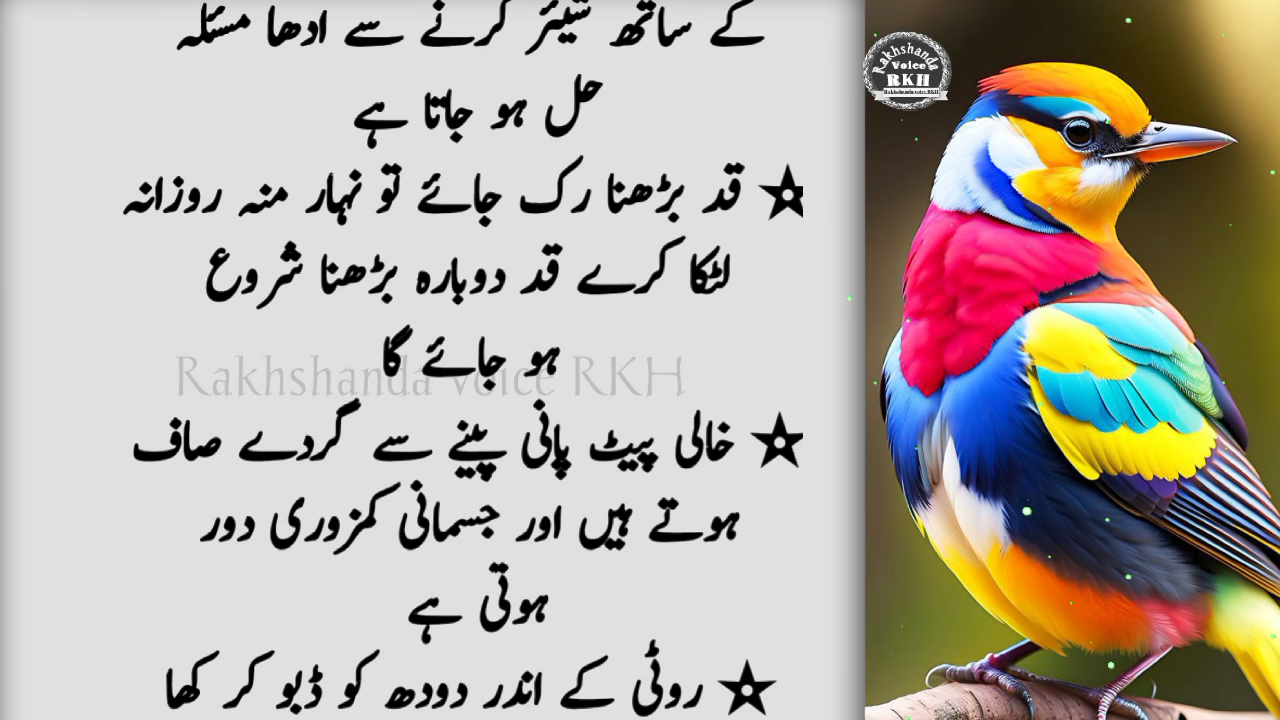 کے ساتھ شیئر کرنے سے ادھا مسئلہ
حل ہو جاتا ہے
☆ قد بڑھنا رک جائے تو نہار منہ روزانہ
لٹکا کرے قد دوبارہ بڑھنا شروع
ہو جائے گا
☆ خالی پیٹ پانی پینے سے گردے صاف
ہوتے ہیں اور جسمانی کمزوری دور
ہوتی ہے
☆ روٹی کے اندر دودھ کو ڈبو کر کھا
Rakhshanda Voice RKH
Rakhshanda
Voice
RKH
Rakhshanda voice RKH